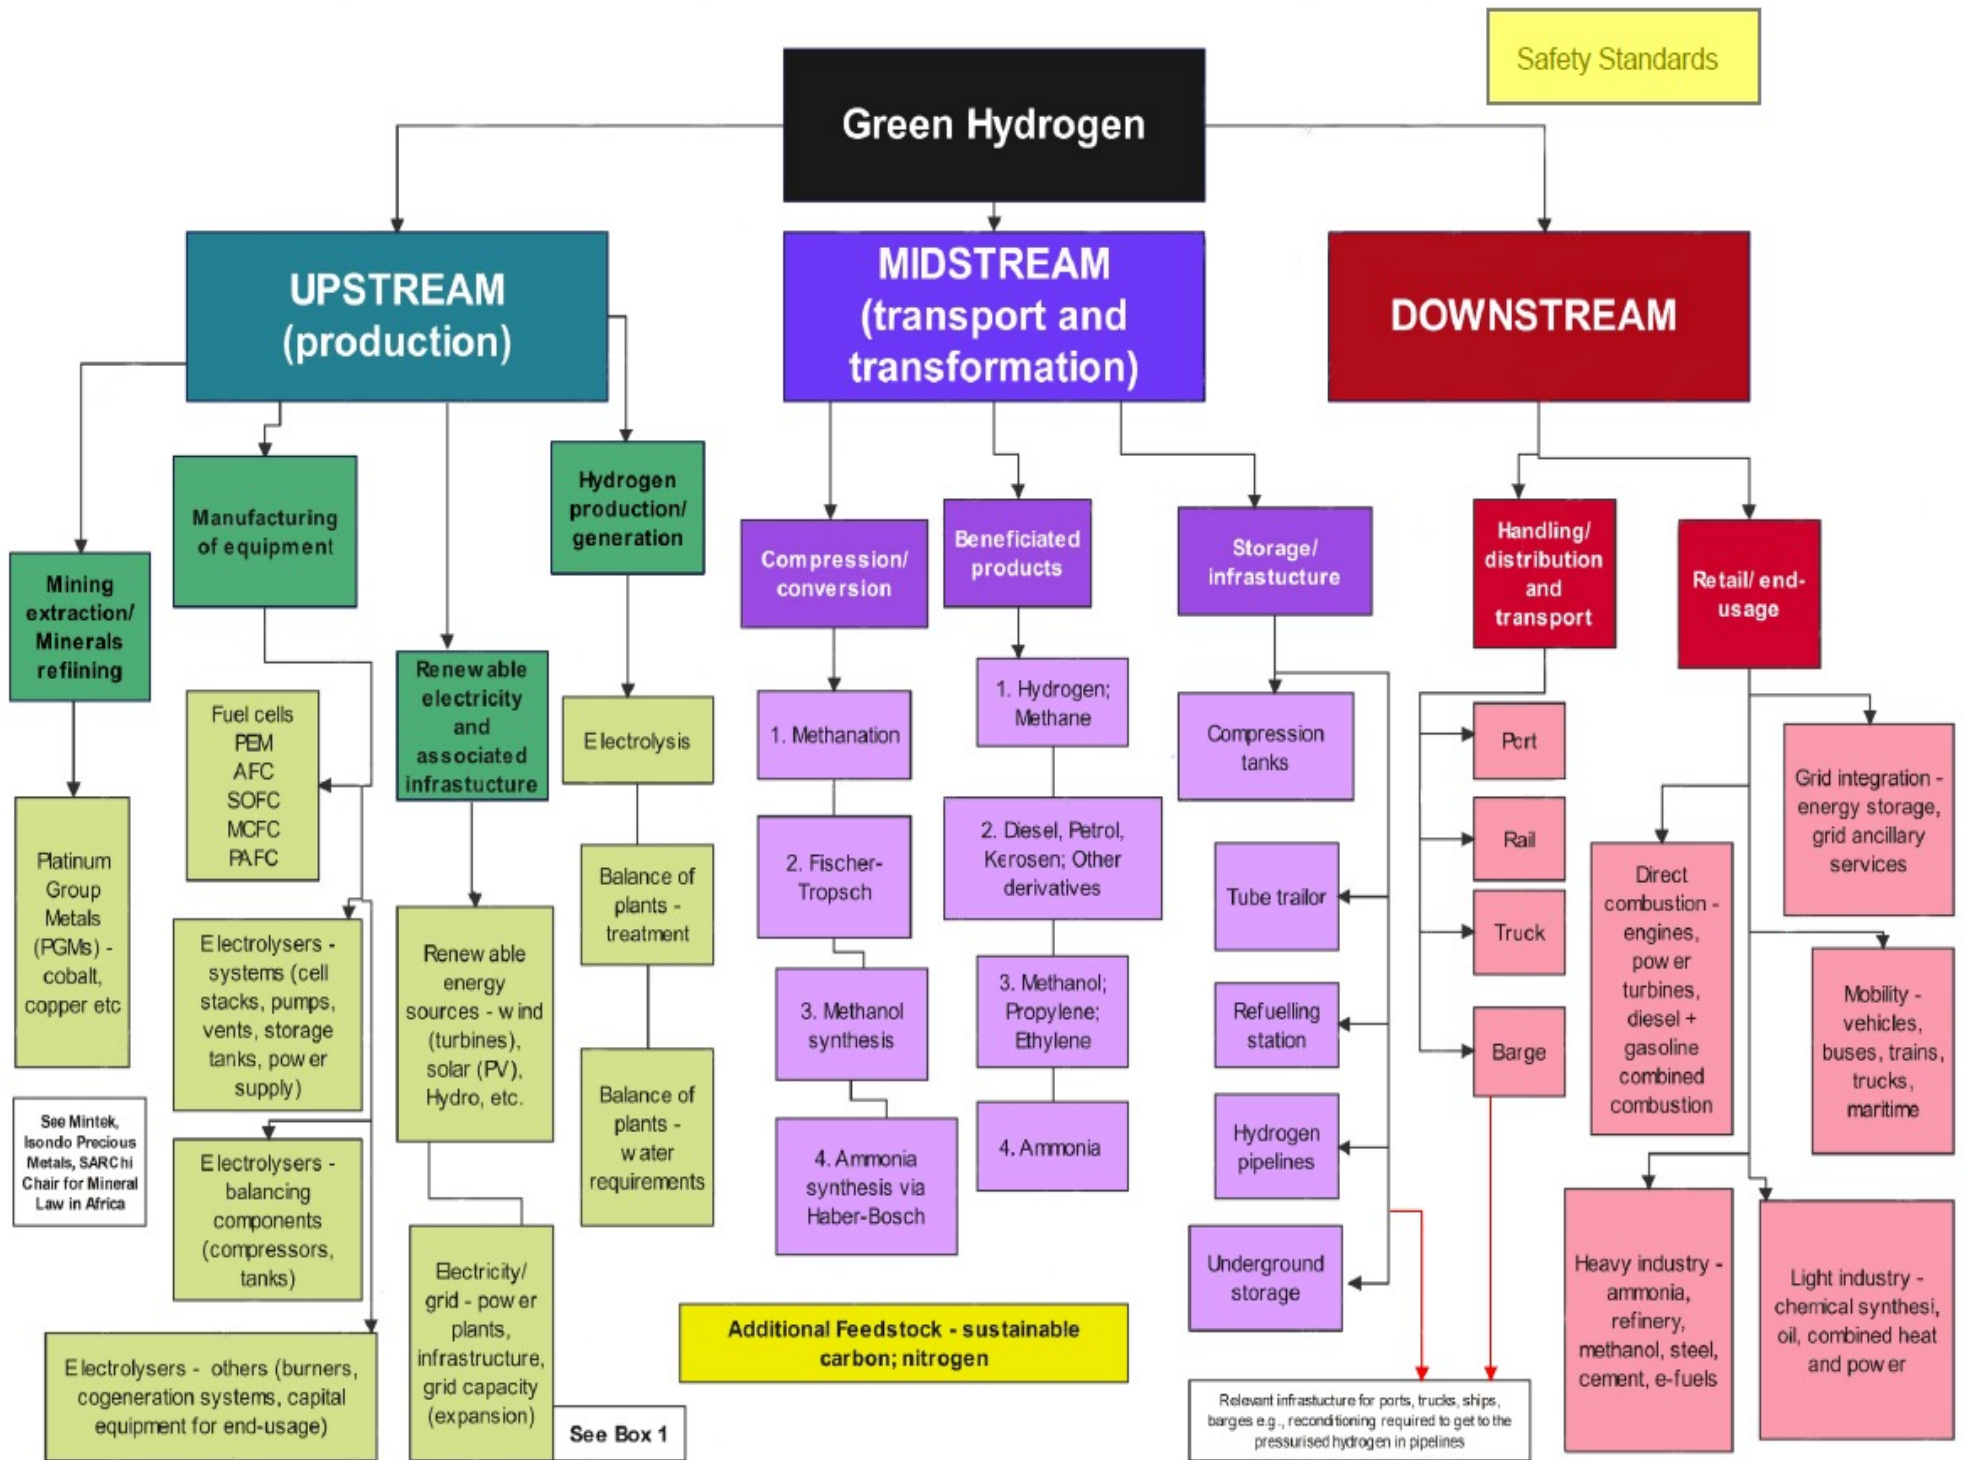 Safety Standards
Green Hydrogen
UPSTREAM
(production)
MIDSTREAM
(transport and
transformation)
DOWNSTREAM
Mining
extraction/
Minerals
refiining
Manufacturing
of equipment
Renewable
electricity
and
associated
infrastucture
Hydrogen
production/
generation
Compression/
conversion
Beneficiated
products
Storage/
infrastucture
Handling/
distribution
and
transport
Retail/ end-
usage
Platinum
Group
Metals
(PGMs) -
cobalt,
copper etc
See Mintek,
Isondo Precious
Metals, SARChi
Chair for Mineral
Law in Africa
Fuel cells
PEM
AFC
SOFC
MCFC
PAFC
Electrolysers -
systems (cell
stacks, pumps,
vents, storage
tanks, power
supply)
Electrolysers -
balancing
components
(compressors,
tanks)
Electrolysers - others (burners,
cogeneration systems, capital
equipment for end-usage)
Renewable
energy
sources - wind
(turbines),
solar (PV),
Hydro, etc.
Electricity/
grid - power
plants,
infrastructure,
grid capacity
(expansion)
See Box 1
Electrolysis
Balance of
plants -
treatment
Balance of
plants -
water
requirements
1. Methanation
2. Fischer-
Tropsch
3. Methanol
synthesis
4. Ammonia
synthesis via
Haber-Bosch
1. Hydrogen;
Methane
2. Diesel, Petrol,
Kerosen; Other
derivatives
3. Methanol;
Propylene;
Ethylene
4. Ammonia
Additional Feedstock - sustainable
carbon; nitrogen
Compression
tanks
Tube trailor
Refuelling
station
Hydrogen
pipelines
Underground
storage
Relevant infrastucture for ports, trucks, ships,
barges e.g., reconditioning required to get to the
pressurised hydrogen in pipelines
Port
Rail
Truck
Barge
Direct
combustion -
engines,
power
turbines,
diesel +
gasoline
combined
combustion
Grid integration -
energy storage,
grid ancillary
services
Mobility -
vehicles,
buses, trains,
trucks,
maritime
Heavy industry -
ammonia,
refinery,
methanol, steel,
cement, e-fuels
Light industry -
chemical synthesi,
oil, combined heat
and power